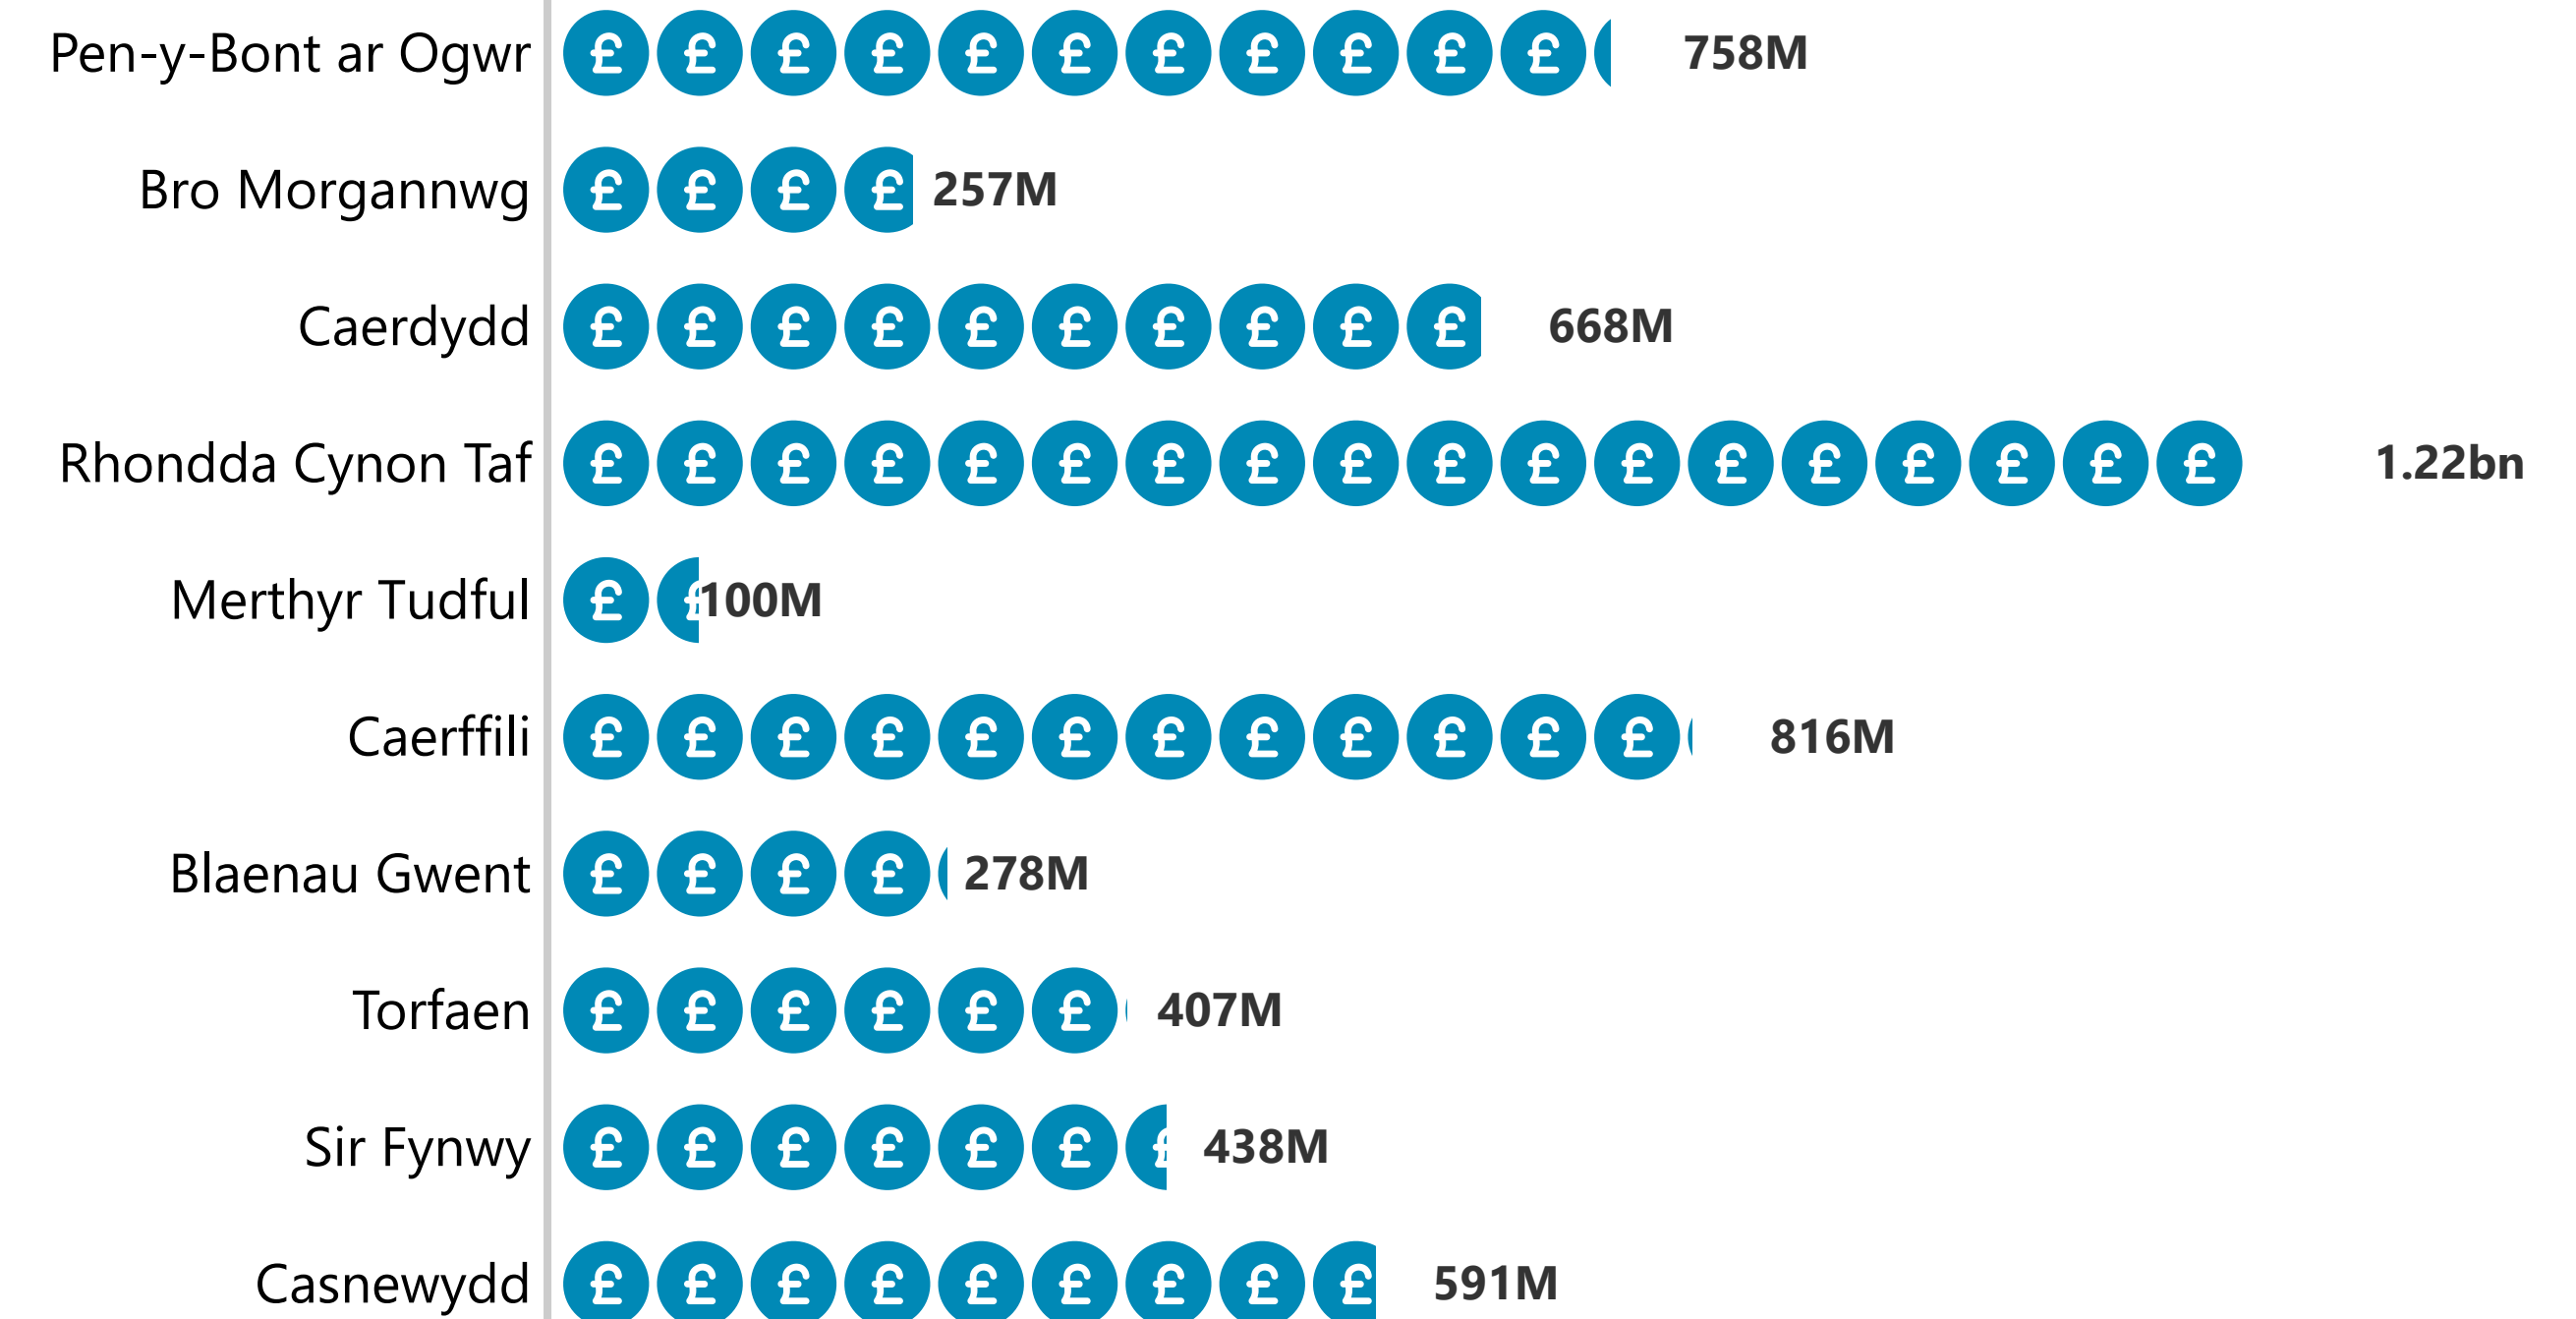 Pen-y-Bont ar Ogwr £ £ £ £ £ £ £ £ £ £ £ 758M
Bro Morgannwg £ £ £ £ 257M
Caerdydd £ £ £ £ £ £ £ £ £ £ 668M
Rhondda Cynon Taf £ £ £ £ £ £ £ £ £ £ £ £ £ £ £ £ £ £ 1.22bn
Merthyr Tudful £ £ 100M
Caerffili £ £ £ £ £ £ £ £ £ £ £ £ 816M
Blaenau Gwent £ £ £ £ 278M
Torfaen £ £ £ £ £ £ 407M
Sir Fynwy £ £ £ £ £ £ £ 438M
Casnewydd £ £ £ £ £ £ £ £ £ 591M